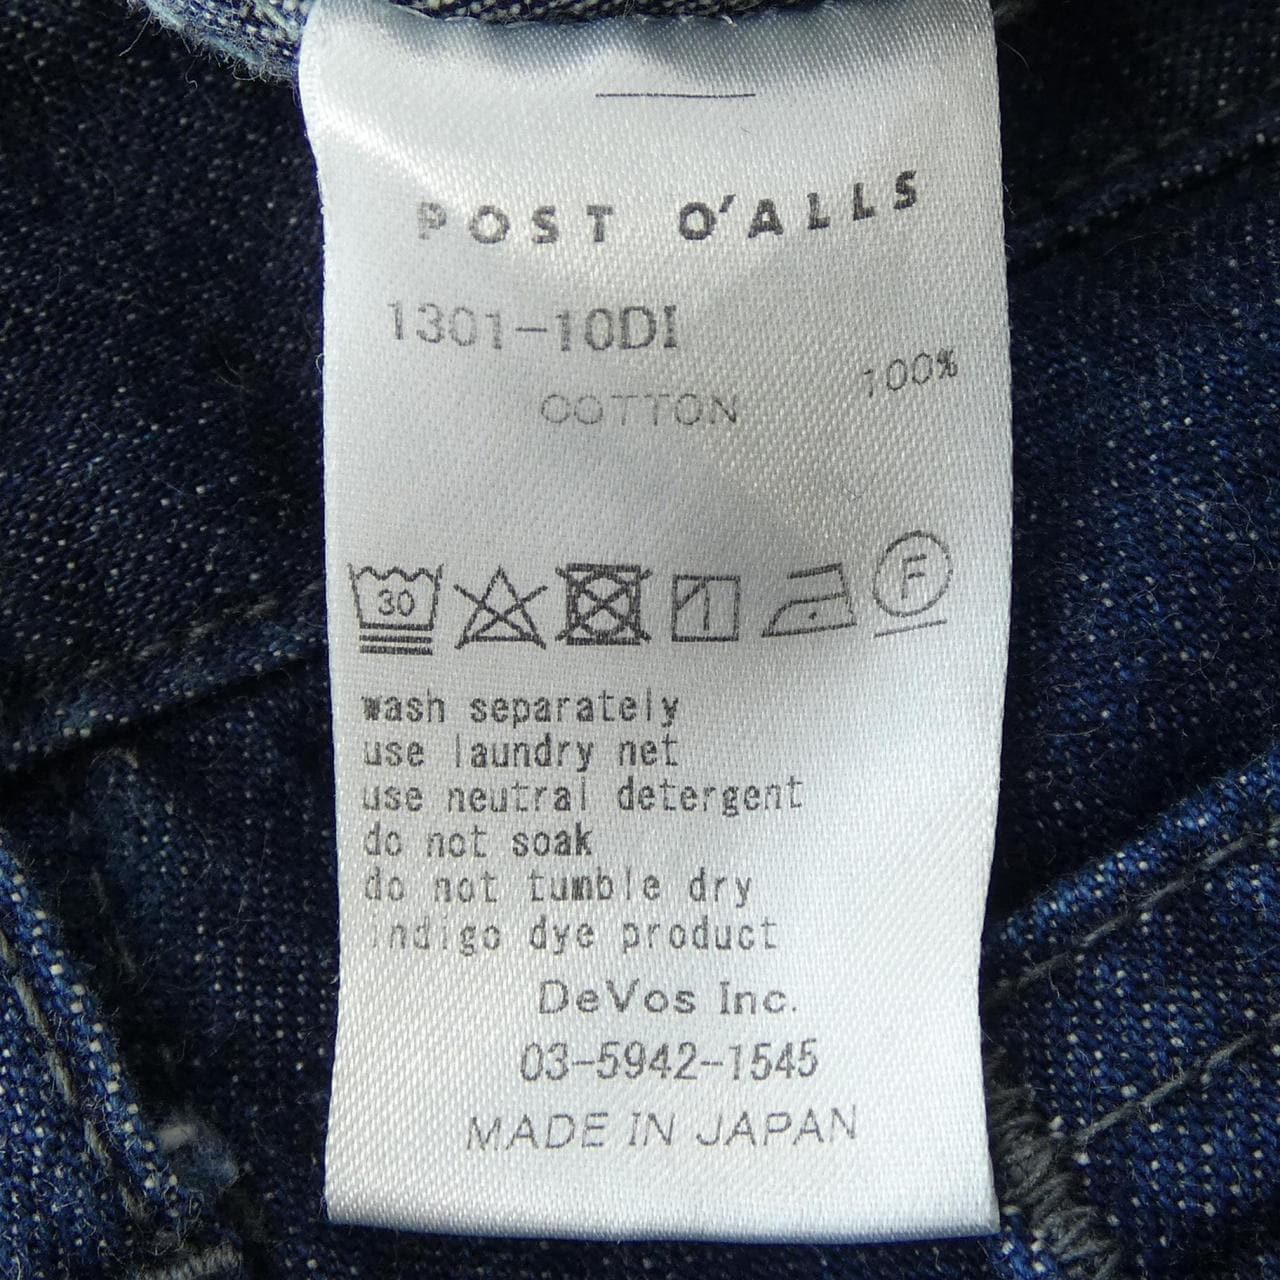 POST O'ALLS
1301-10DI
COTTON 100%
30
F
wash separately
use laundry net
use neutral detergent
do not soak
do not tumble dry
indigo dye product
DeVos Inc.
03-5942-1545
MADE IN JAPAN